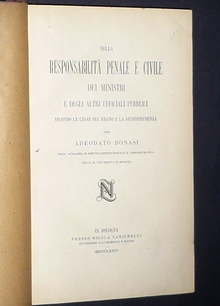 DELLA
RESPONSABILITÀ PENALE E CIVILE
DEI MINISTRI
E DEGLI ALTRI UFFICIALI PUBBLICI
SECONDO LE LEGGI DEL REGNO E LA GIURISPRUDENZA
PER
ADEODATO BONASI
IN BOLOGNA
PRESSO NICOLA ZANICHELLI